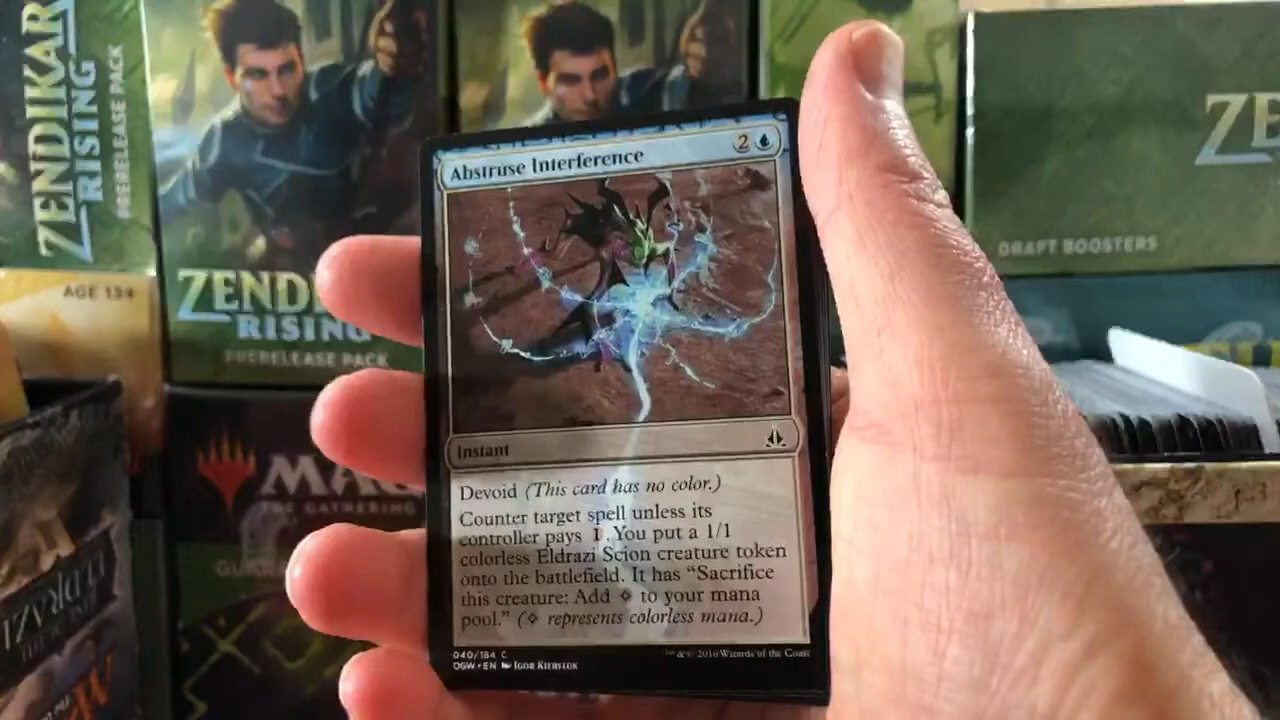 ZENDIKAR
RISING
PRERELEASE PACK
AGE 13+
ZENDI
RISING
PRERELEASE PACK
MA
THE GATHERING
ZE
DRAFT BOOSTERS
ELDRAZI
Abstruse Interference
2
Instant
Devoid (This card has no color.)
Counter target spell unless its
controller pays 1. You put a 1/1
colorless Eldrazi Scion creature token
onto the battlefield. It has “Sacrifice
this creature: Add ◇ to your mana
pool.” (◇ represents colorless mana.)
040/184 C
OGW • EN Igor Kieryluk
™ & © 2016 Wizards of the Coast